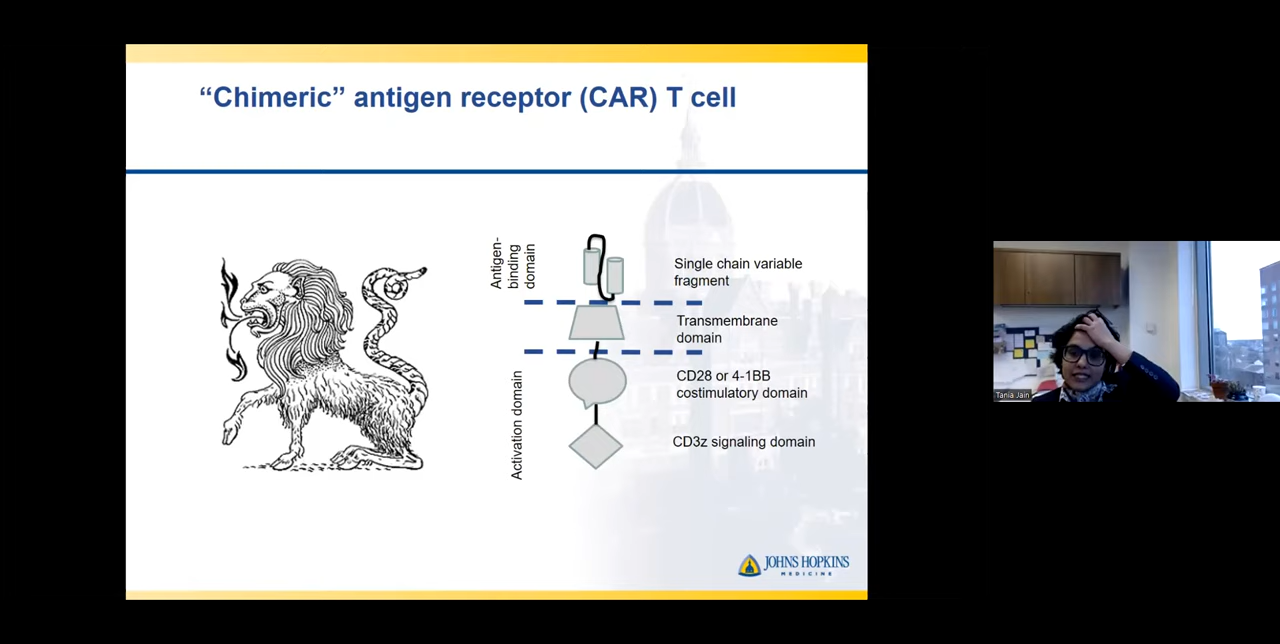 “Chimeric” antigen receptor (CAR) T cell
Antigen-
binding
domain
Single chain variable
fragment
Transmembrane
domain
Activation domain
CD28 or 4-1BB
costimulatory domain
CD3z signaling domain
JOHNS HOPKINS
MEDICINE
Tania Jain